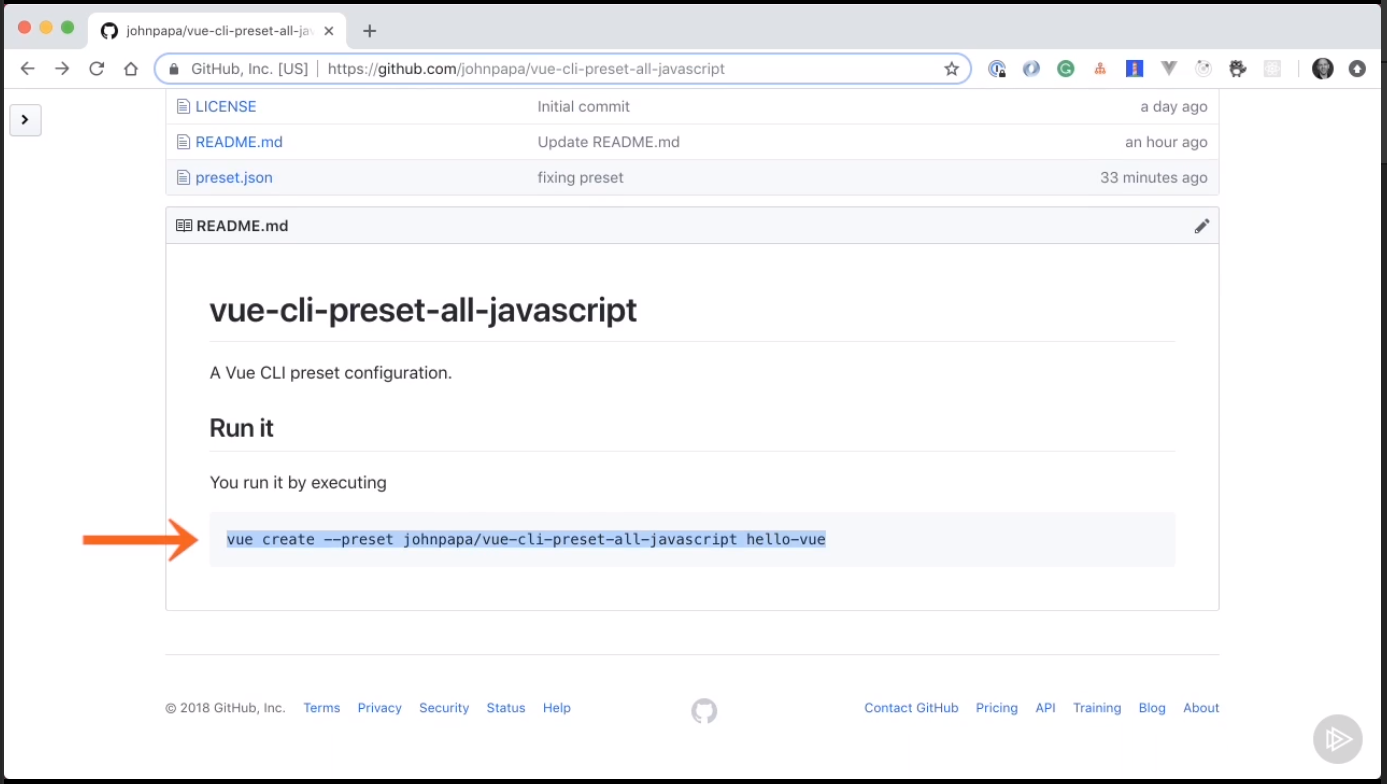 johnpapa/vue-cli-preset-all-jav
GitHub, Inc. [US] | https://github.com/johnpapa/vue-cli-preset-all-javascript
LICENSE Initial commit a day ago
README.md Update README.md an hour ago
preset.json fixing preset 33 minutes ago
README.md
vue-cli-preset-all-javascript
A Vue CLI preset configuration.
Run it
You run it by executing
vue create --preset johnpapa/vue-cli-preset-all-javascript hello-vue
© 2018 GitHub, Inc. Terms Privacy Security Status Help Contact GitHub Pricing API Training Blog About